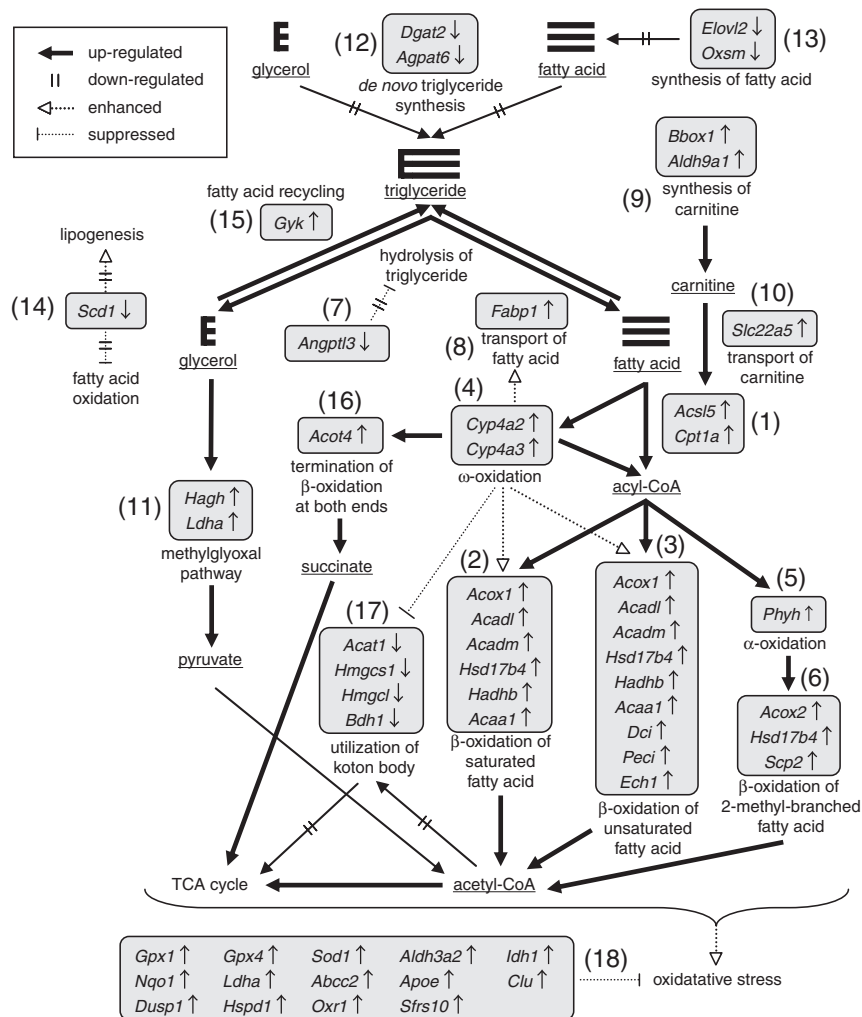 up-regulated
down-regulated
enhanced
suppressed
glycerol
(12)
Dgat2 ↓
Agpat6 ↓
de novo triglyceride
synthesis
fatty acid
Elovl2 ↓
Oxsm ↓
(13)
synthesis of fatty acid
triglyceride
Bbox1 ↑
Aldh9a1 ↑
(9)
synthesis of
carnitine
fatty acid recycling
(15)
Gyk ↑
lipogenesis
(14)
Scd1 ↓
fatty acid
oxidation
hydrolysis of
triglyceride
(7)
Angptl3 ↓
glycerol
Fabp1 ↑
(8)
transport of
fatty acid
fatty acid
carnitine
(10)
Slc22a5 ↑
transport of
carnitine
Acsl5 ↑
Cpt1a ↑
(1)
(16)
Acot4 ↑
termination of
β-oxidation
at both ends
(4)
Cyp4a2 ↑
Cyp4a3 ↑
ω-oxidation
acyl-CoA
(11)
Hagh ↑
Ldha ↑
methylglyoxal
pathway
succinate
pyruvate
(17)
Acat1 ↓
Hmgcs1 ↓
Hmgcl ↓
Bdh1 ↓
utilization of
koton body
(2)
Acox1 ↑
Acadl ↑
Acadm ↑
Hsd17b4 ↑
Hadhb ↑
Acaa1 ↑
β-oxidation of
saturated
fatty acid
(3)
Acox1 ↑
Acadl ↑
Acadm ↑
Hsd17b4 ↑
Hadhb ↑
Acaa1 ↑
Dci ↑
Peci ↑
Ech1 ↑
β-oxidation of
unsaturated
fatty acid
(5)
Phyh ↑
α-oxidation
(6)
Acox2 ↑
Hsd17b4 ↑
Scp2 ↑
β-oxidation of
2-methyl-branched
fatty acid
TCA cycle
acetyl-CoA
Gpx1 ↑ Gpx4 ↑ Sod1 ↑ Aldh3a2 ↑ Idh1 ↑
Nqo1 ↑ Ldha ↑ Abcc2 ↑ Apoe ↑ Clu ↑
Dusp1 ↑ Hspd1 ↑ Oxr1 ↑ Sfrs10 ↑
(18)
oxidatative stress